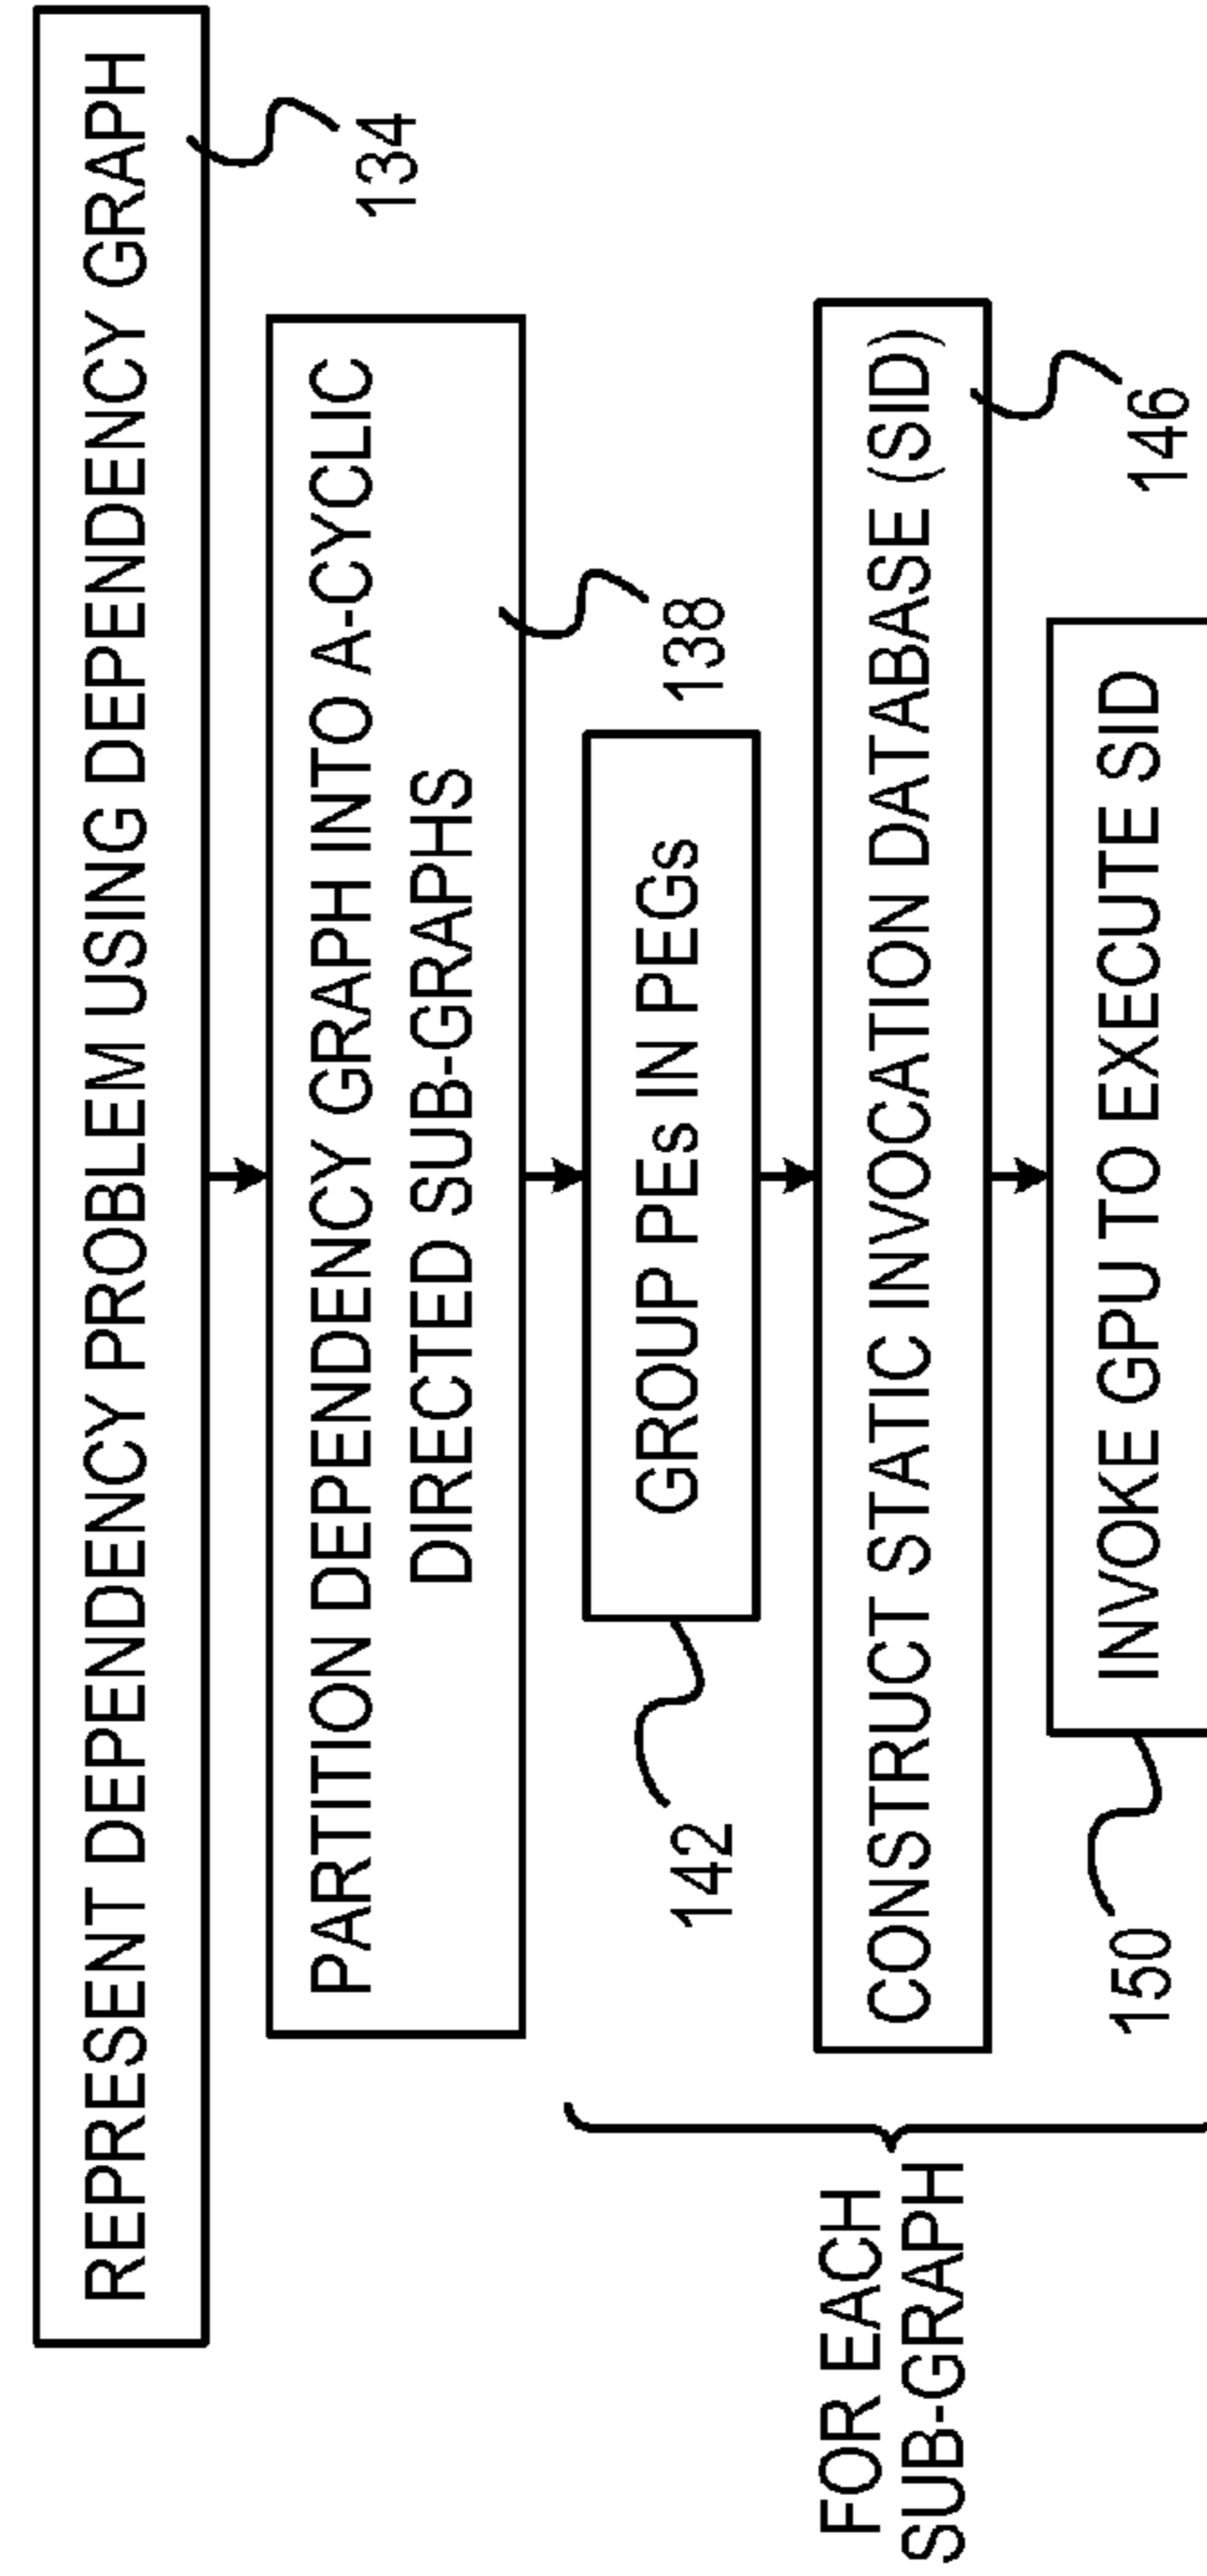 REPRESENT DEPENDENCY PROBLEM USING DEPENDENCY GRAPH
134
PARTITION DEPENDENCY GRAPH INTO A-CYCLIC
DIRECTED SUB-GRAPHS
138
GROUP PEs IN PEGs
142
FOR EACH
SUB-GRAPH
CONSTRUCT STATIC INVOCATION DATABASE (SID)
146
INVOKE GPU TO EXECUTE SID
150